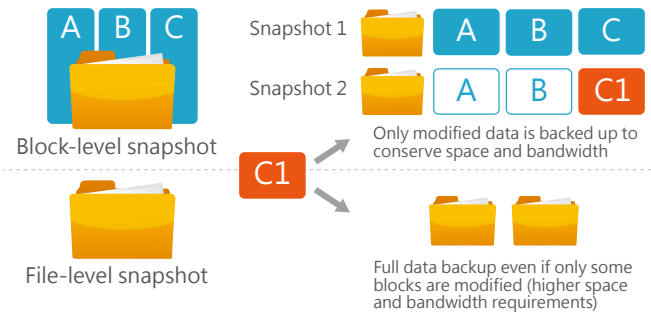 A B C
Block-level snapshot
Snapshot 1 A B C
Snapshot 2 A B C1
Only modified data is backed up to
conserve space and bandwidth
C1
File-level snapshot
Full data backup even if only some
blocks are modified (higher space
and bandwidth requirements)